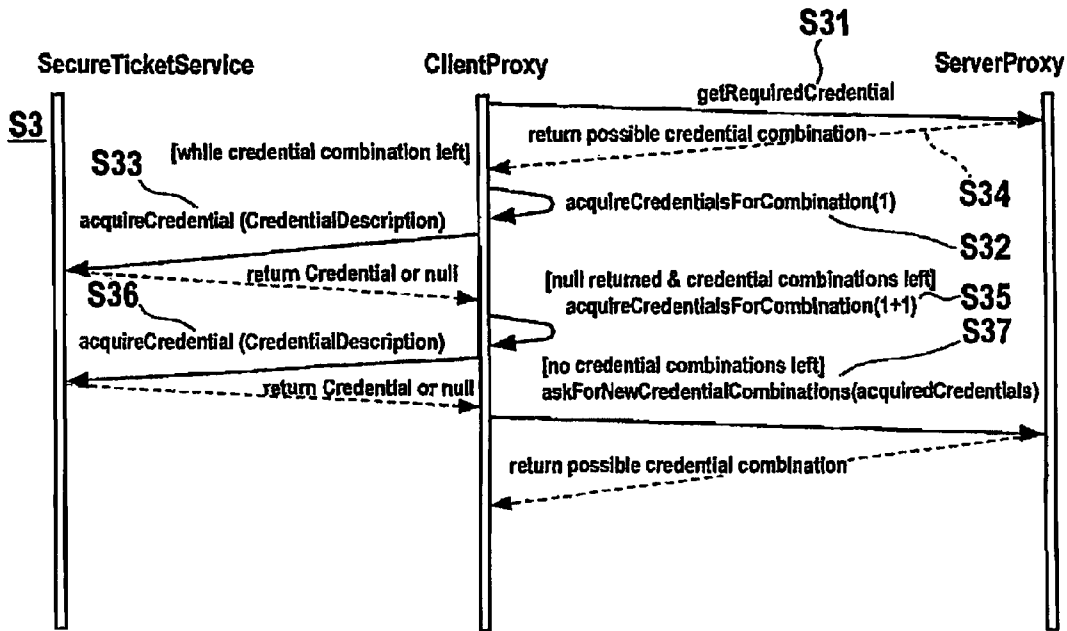 S31
SecureTicketService ClientProxy ServerProxy
getRequiredCredential
S3
return possible credential combination
[while credential combination left]
S33
S34
acquireCredentialsForCombination(1)
acquireCredential (CredentialDescription)
S32
return Credential or null
[null returned & credential combinations left]
S36
acquireCredentialsForCombination(1+1)
S35
S37
acquireCredential (CredentialDescription)
[no credential combinations left]
return Credential or null
askForNewCredentialCombinations(acquiredCredentials)
return possible credential combination